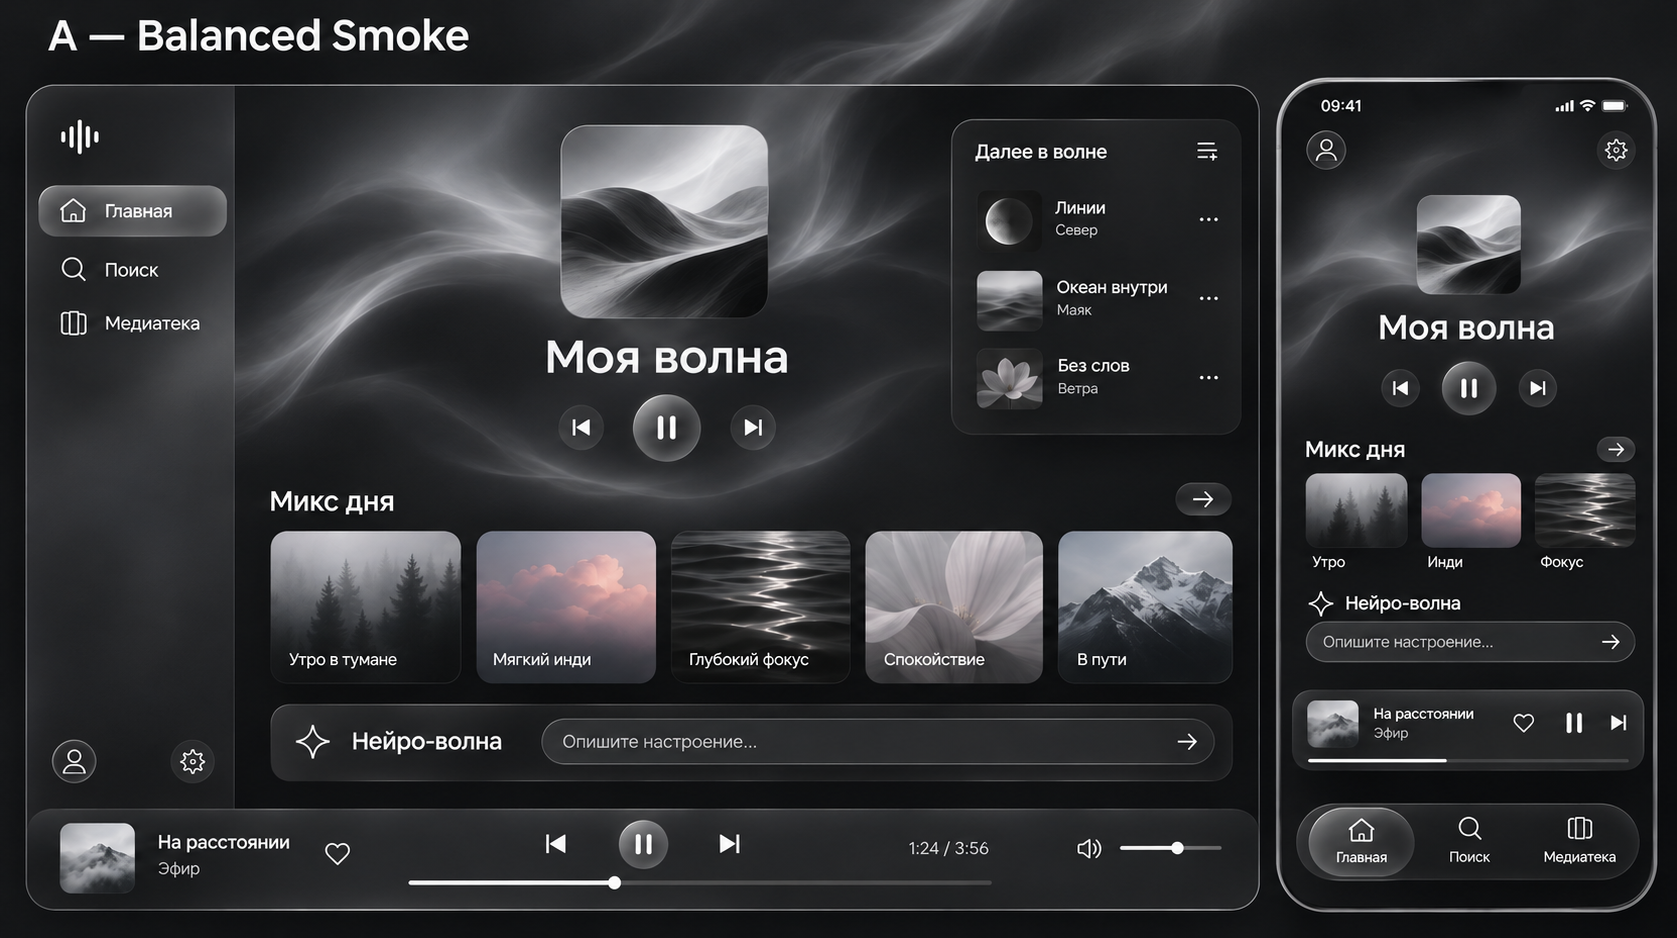 A — Balanced Smoke
Главная
Поиск
Медиатека
Моя волна
Далее в волне
Линии
Север
Океан внутри
Маяк
Без слов
Ветра
Микс дня
Утро в тумане
Мягкий инди
Глубокий фокус
Спокойствие
В пути
Нейро-волна
Опишите настроение...
На расстоянии
Эфир
1:24 / 3:56
09:41
Моя волна
Микс дня
Утро
Инди
Фокус
Нейро-волна
Опишите настроение...
На расстоянии
Эфир
Главная
Поиск
Медиатека